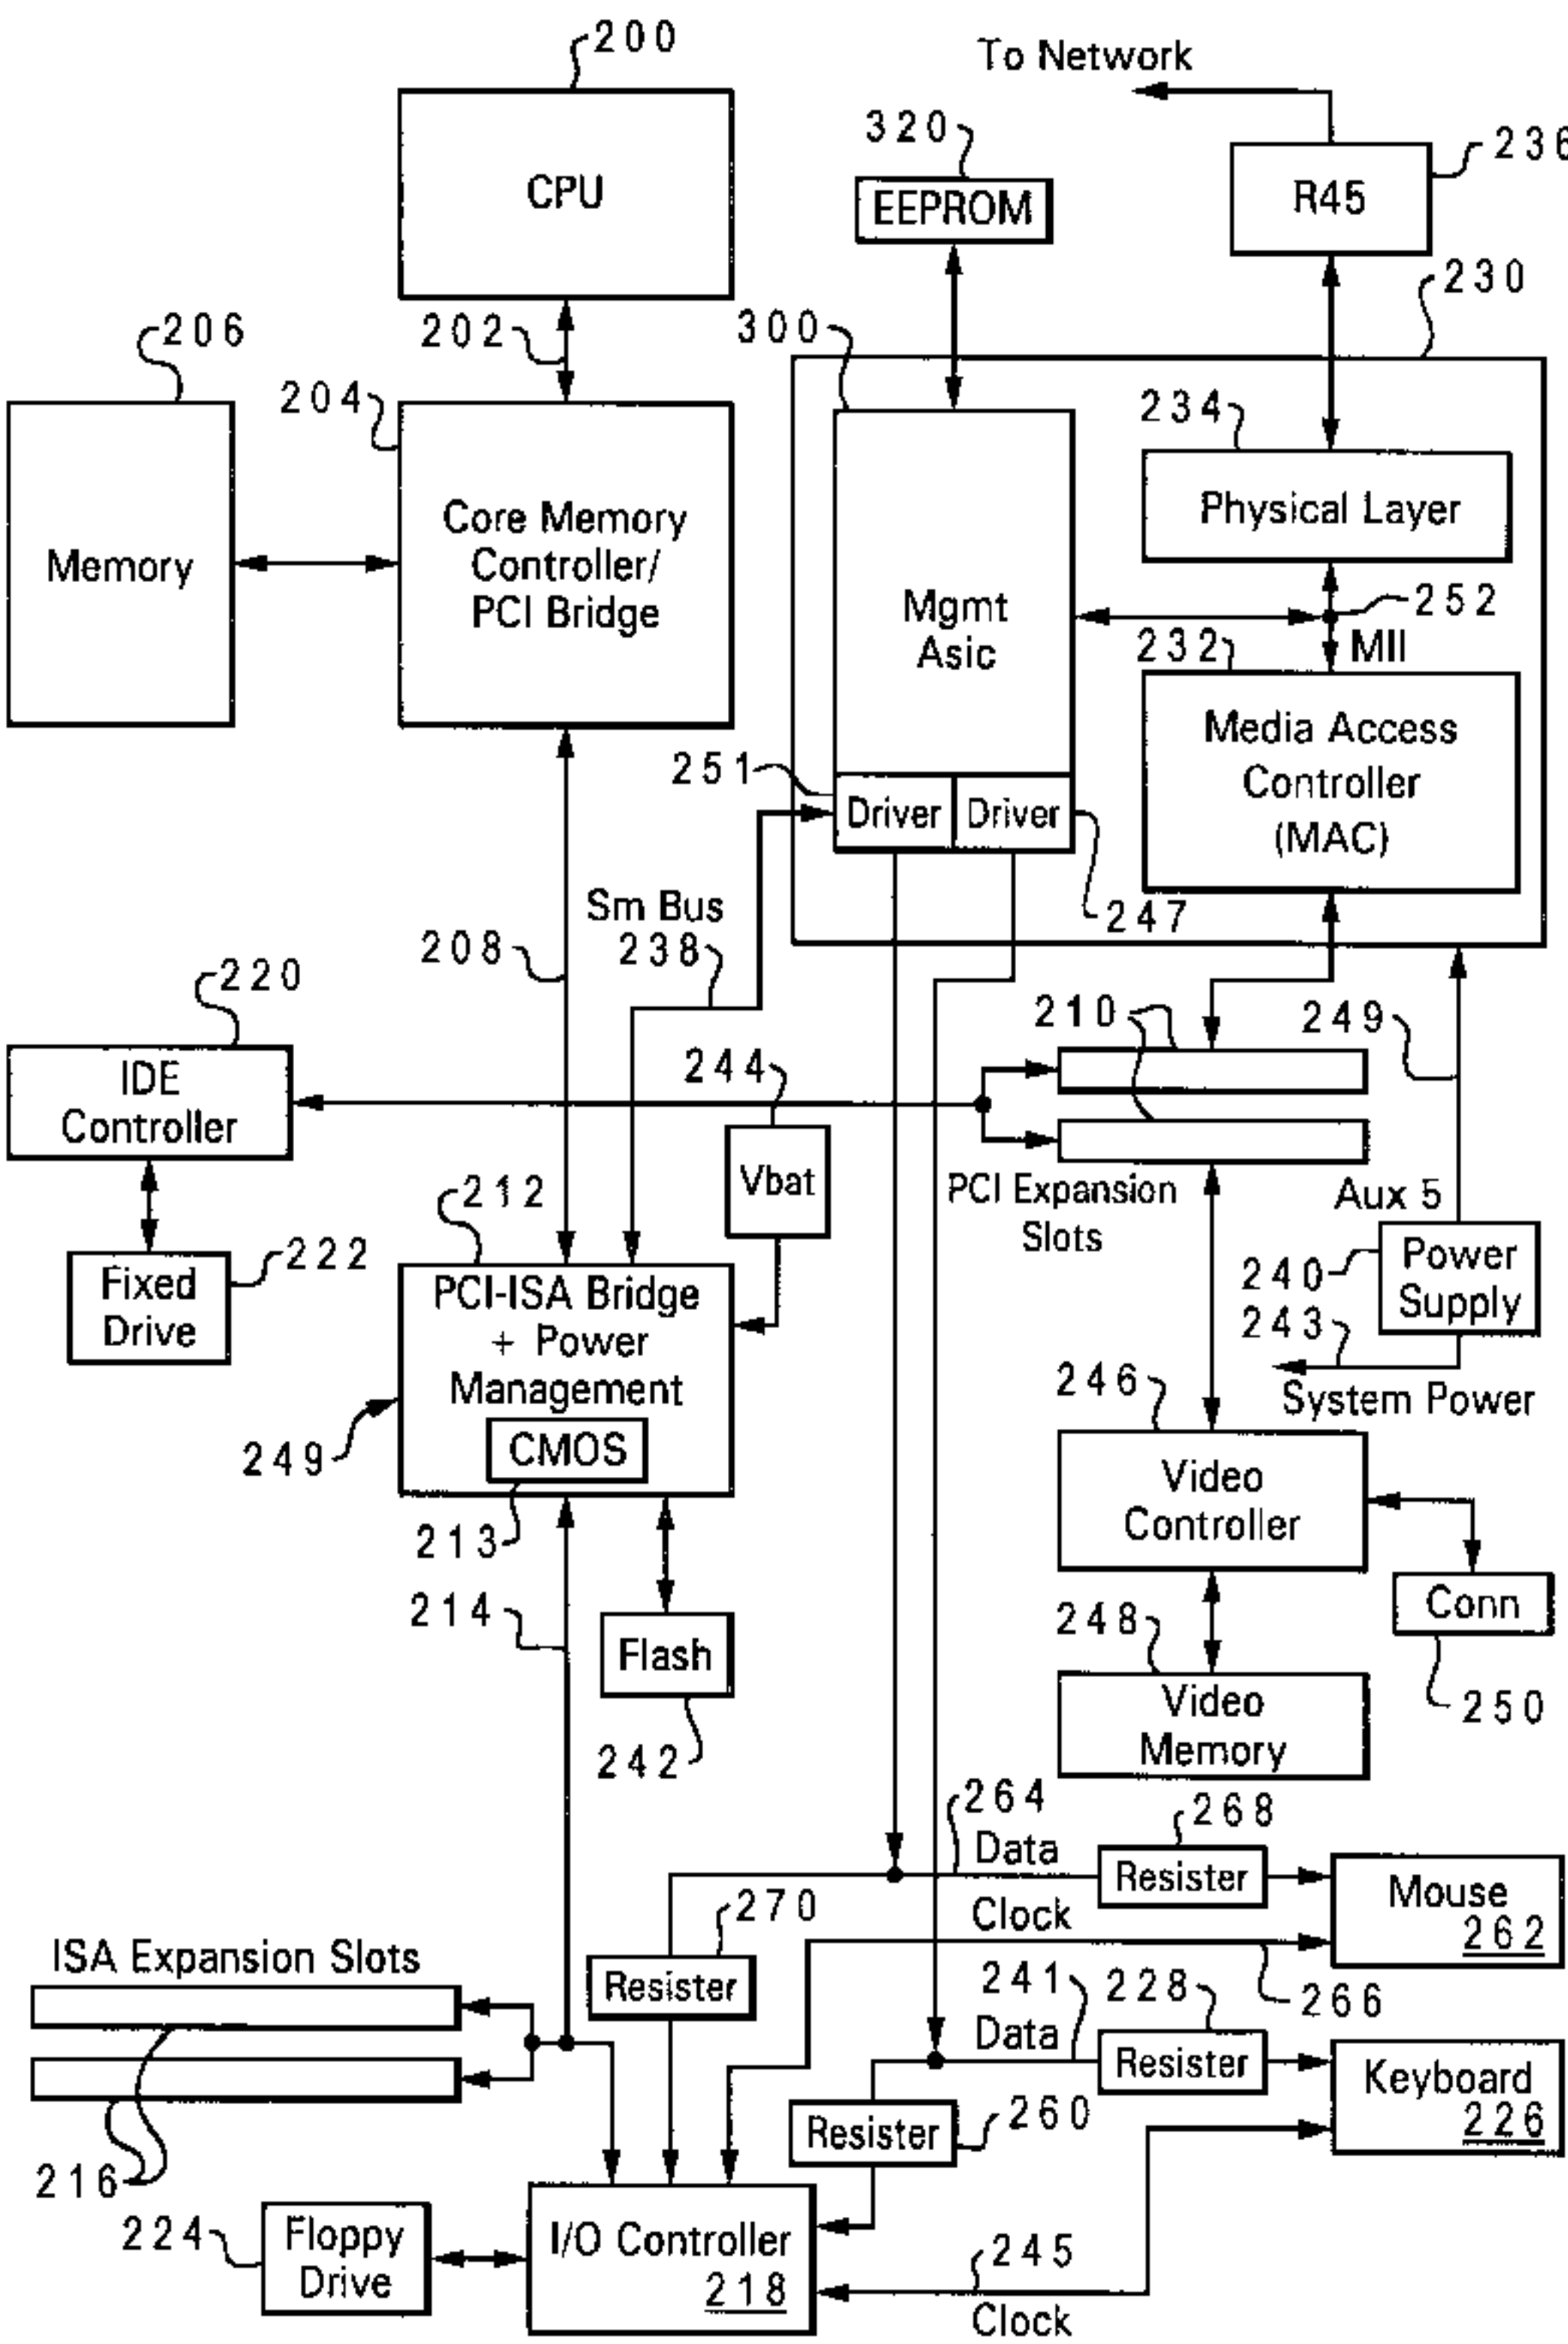 200
To Network
320
236
CPU
EEPROM
R45
230
206
202
300
204
234
Memory
Core Memory
Controller/
PCI Bridge
Physical Layer
Mgmt
Asic
252
232
MII
Media Access
Controller
(MAC)
251
Driver
Driver
247
Sm Bus
208
238
220
210
249
IDE
Controller
244
Vbat
PCI Expansion
Slots
Aux 5
212
222
Fixed
Drive
240
Power
Supply
243
System Power
PCI-ISA Bridge
+ Power
Management
CMOS
249
213
246
Video
Controller
214
Flash
248
Conn
250
242
Video
Memory
264
268
Data
Resister
Mouse
262
270
Clock
ISA Expansion Slots
Resister
241
228
266
Data
Resister
Keyboard
226
260
Resister
216
224
Floppy
Drive
I/O Controller
218
245
Clock